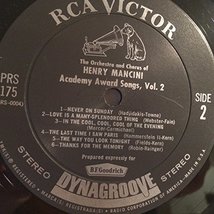 RCA VICTOR
The Orchestra and Chorus of
HENRY MANCINI
Academy Award Songs, Vol. 2
PRS
175
RS-0004)
SIDE
2
1-NEVER ON SUNDAY (Hadjidakis-Towne)
2-LOVE IS A MANY-SPLENDORED THING (Webster-Fain)
3-IN THE COOL, COOL, COOL OF THE EVENING
(Mercer-Carmichael)
4-THE LAST TIME I SAW PARIS (Hammerstein II-Kern)
5-THE WAY YOU LOOK TONIGHT (Fields-Kern)
6-THANKS FOR THE MEMORY (Robin-Rainger)
Prepared expressly for
BFGoodrich
STEREO
DYNAGROOVE
STEREO